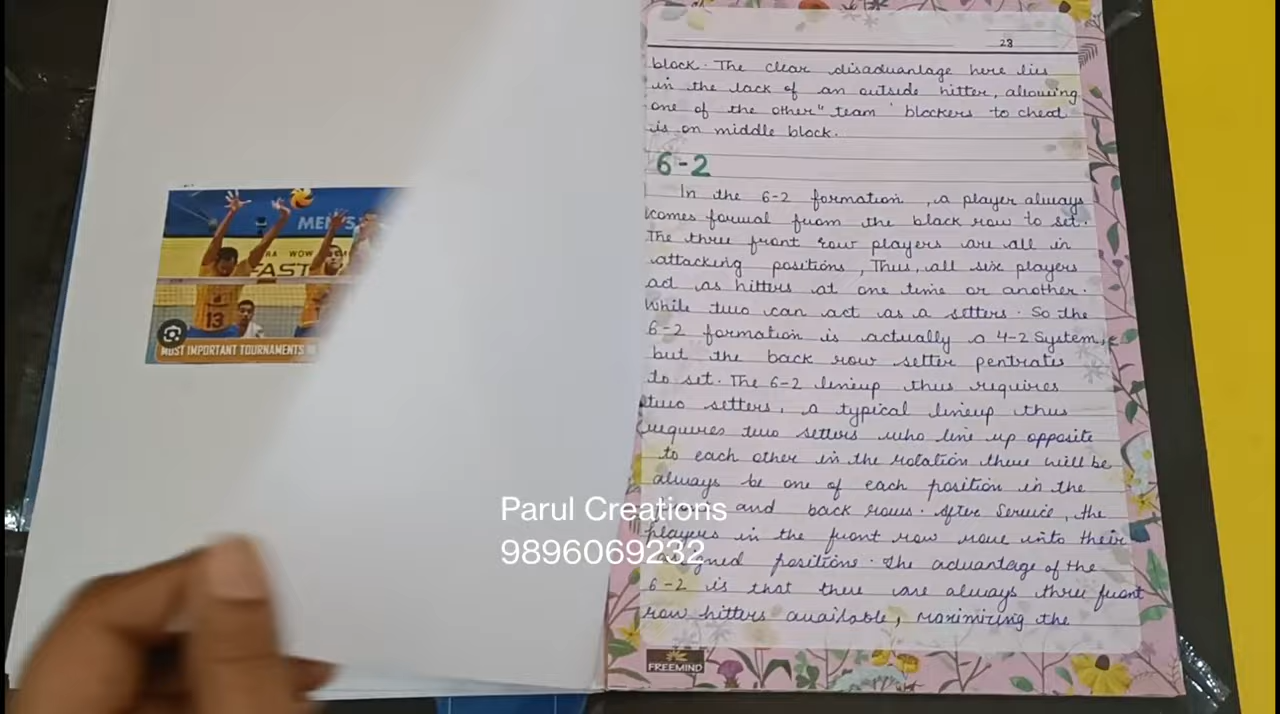 MEN'S
RA WOW
FAST
13
MOST IMPORTANT TOURNAMENTS
23
block. The clear disaduantage here lies
in the lack of an outside hitter, allowing
one of the other" team ' blockers to cheat
is on middle block.
6-2
In the 6-2 formation , a player always
comes forwal from the black row to set.
The three front row players are all in
attacking positions, Thus, all six players
act as hitters at one time or another.
While two can act as a setters. So the
6-2 formation is actually a 4-2 System,
but the back row setter pentrates
to set. The 6-2 lineup thus requires
two setters, a typical lineup thus
requires two setters who line up opposite
to each other in the rolation there will be
always be one of each position in the
and back rows. After Service, the
players in the front row move into their
positions. The advantage of the
6-2 is that there are always three front
row hitters available, maximizing the
Parul Creations
9896069232
FREEMIND